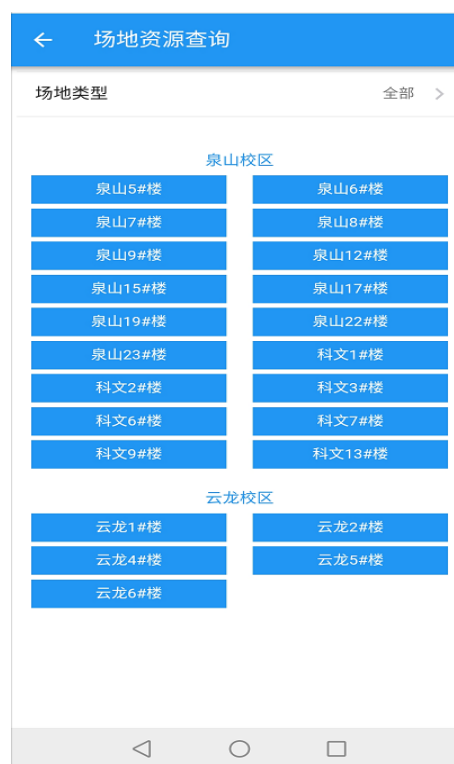 场地资源查询
场地类型 全部
泉山校区
泉山5#楼 泉山6#楼
泉山7#楼 泉山8#楼
泉山9#楼 泉山12#楼
泉山15#楼 泉山17#楼
泉山19#楼 泉山22#楼
泉山23#楼 科文1#楼
科文2#楼 科文3#楼
科文6#楼 科文7#楼
科文9#楼 科文13#楼
云龙校区
云龙1#楼 云龙2#楼
云龙4#楼 云龙5#楼
云龙6#楼